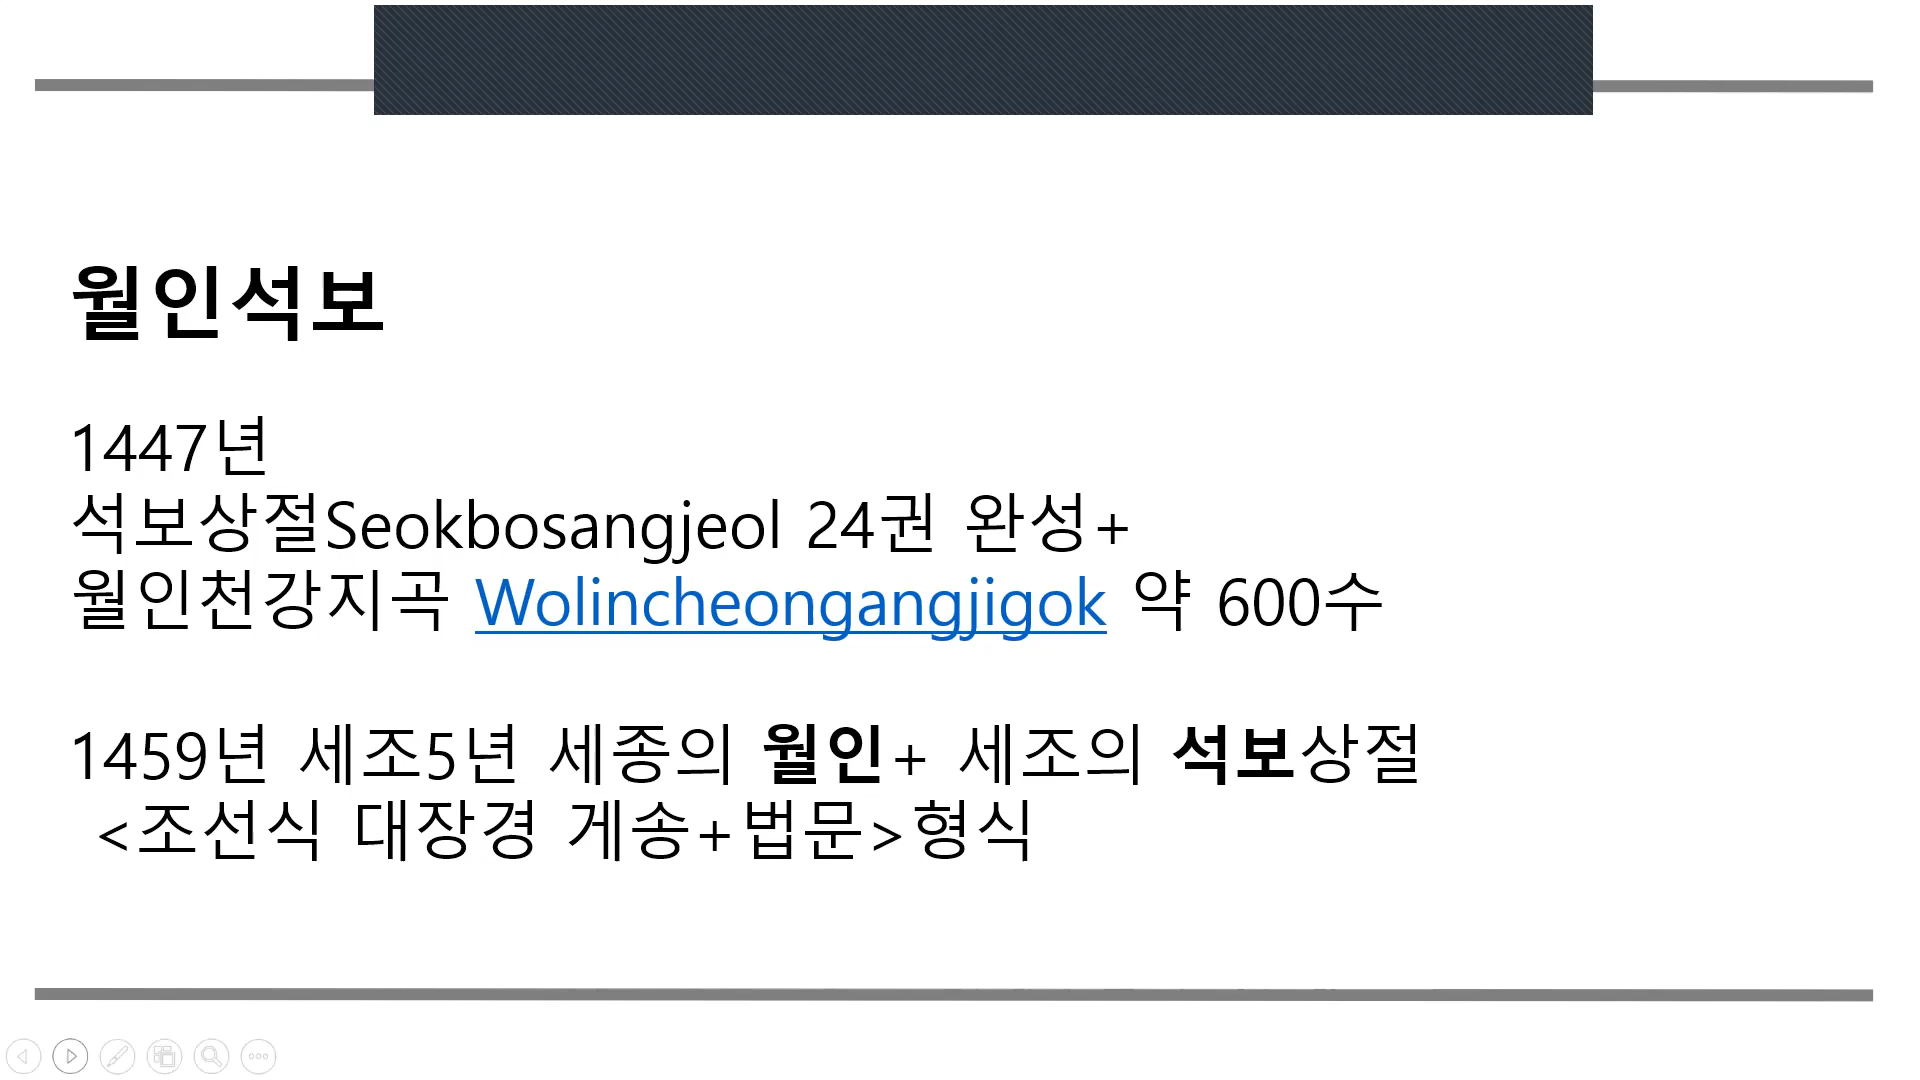 월인석보
1447년
석보상절Seokbosangjeol 24권 완성+
월인천강지곡 Wolincheongangjigok 약 600수
1459년 세조5년 세종의 월인+ 세조의 석보상절
<조선식 대장경 게송+법문>형식